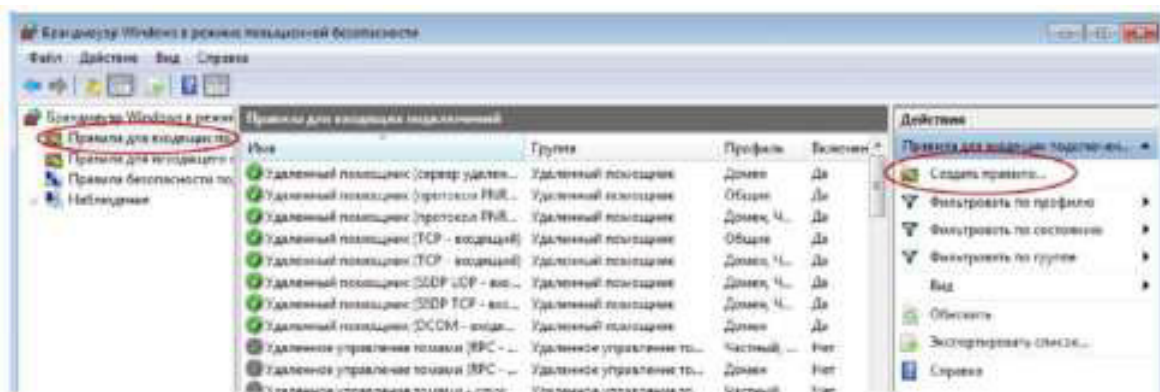 Брандмауэр Windows в режиме повышенной безопасности
Файл Действие Вид Справка
Брандмауэр Windows в режим
Правила для входящих по
Правила для исходящего
Правила безопасности по
Наблюдение
Правила для входящих подключений
Имя Группа Профиль Включен
Удаленный помощник (сервер удален... Удаленный помощник Домен Да
Удаленный помощник (протокол PNR... Удаленный помощник Общие Да
Удаленный помощник (протокол PNR... Удаленный помощник Домен, Ч... Да
Удаленный помощник (TCP - входящий) Удаленный помощник Общие Да
Удаленный помощник (TCP - входящий) Удаленный помощник Домен, Ч... Да
Удаленный помощник (SSDP UDP - вхо... Удаленный помощник Домен, Ч... Да
Удаленный помощник (SSDP TCP - вхо... Удаленный помощник Домен, Ч... Да
Удаленный помощник (DCOM - входя... Удаленный помощник Домен Да
Удаленное управление томами (RPC - ... Удаленное управление то... Частный, ... Нет
Удаленное управление томами (RPC - ... Удаленное управление то... Домен Нет
Удаленное управление томами
Действия
Правила для входящих подключен...
Создать правило...
Фильтровать по профилю
Фильтровать по состоянию
Фильтровать по группе
Вид
Обновить
Экспортировать список...
Справка